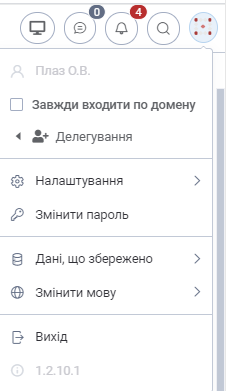 0
4
Плаз О.В.
Завжди входити по домену
Делегування
Налаштування
Змінити пароль
Дані, що збережено
Змінити мову
Вихід
1.2.10.1